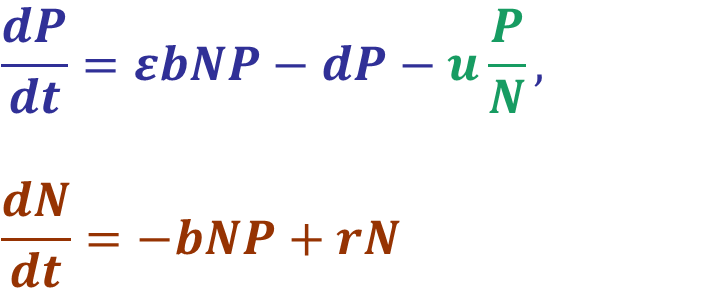 dP/dt = εbNP − dP − u P/N,
dN/dt = −bNP + rN